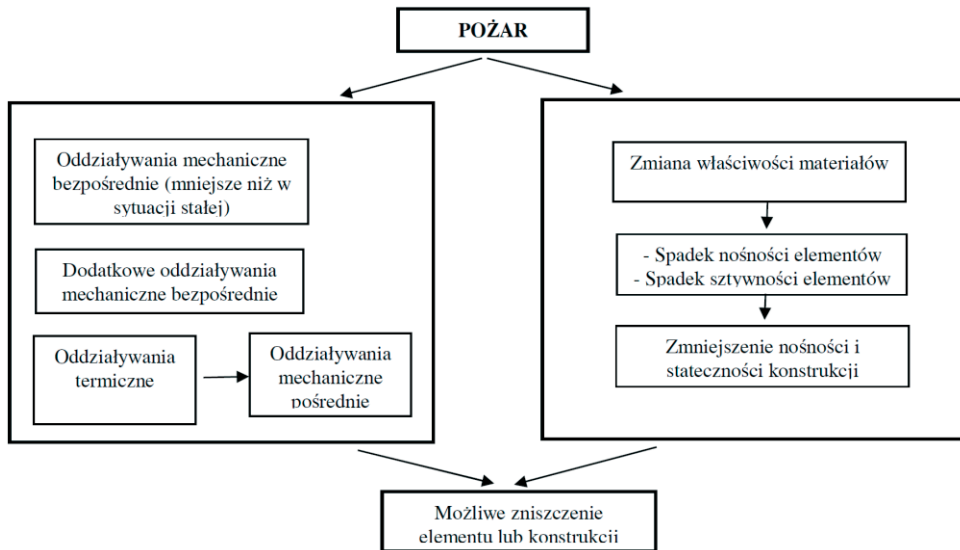 POŻAR
Oddziaływania mechaniczne
bezpośrednie (mniejsze niż w
sytuacji stałej)
Dodatkowe oddziaływania
mechaniczne bezpośrednie
Oddziaływania
termiczne
Oddziaływania
mechaniczne
pośrednie
Zmiana właściwości materiałów
- Spadek nośności elementów
- Spadek sztywności elementów
Zmniejszenie nośności i
stateczności konstrukcji
Możliwe zniszczenie
elementu lub konstrukcji